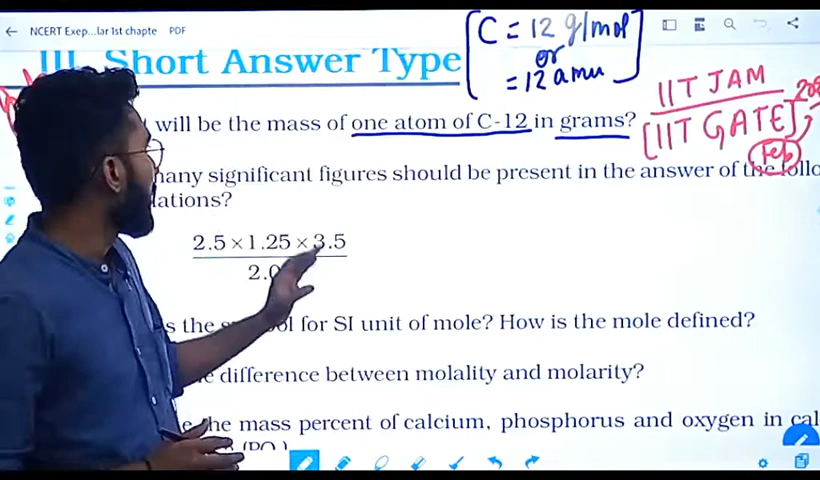 NCERT Exep...lar 1st chapte PDF
C = 12 g/mol
or
= 12 amu
III. Short Answer Type
IIT JAM
[IIT GATE]
Feb
will be the mass of one atom of C-12 in grams?
many significant figures should be present in the answer of the follo
lations?
2.5 × 1.25 × 3.5
2.0
s the symbol for SI unit of mole? How is the mole defined?
difference between molality and molarity?
the mass percent of calcium, phosphorus and oxygen in cal